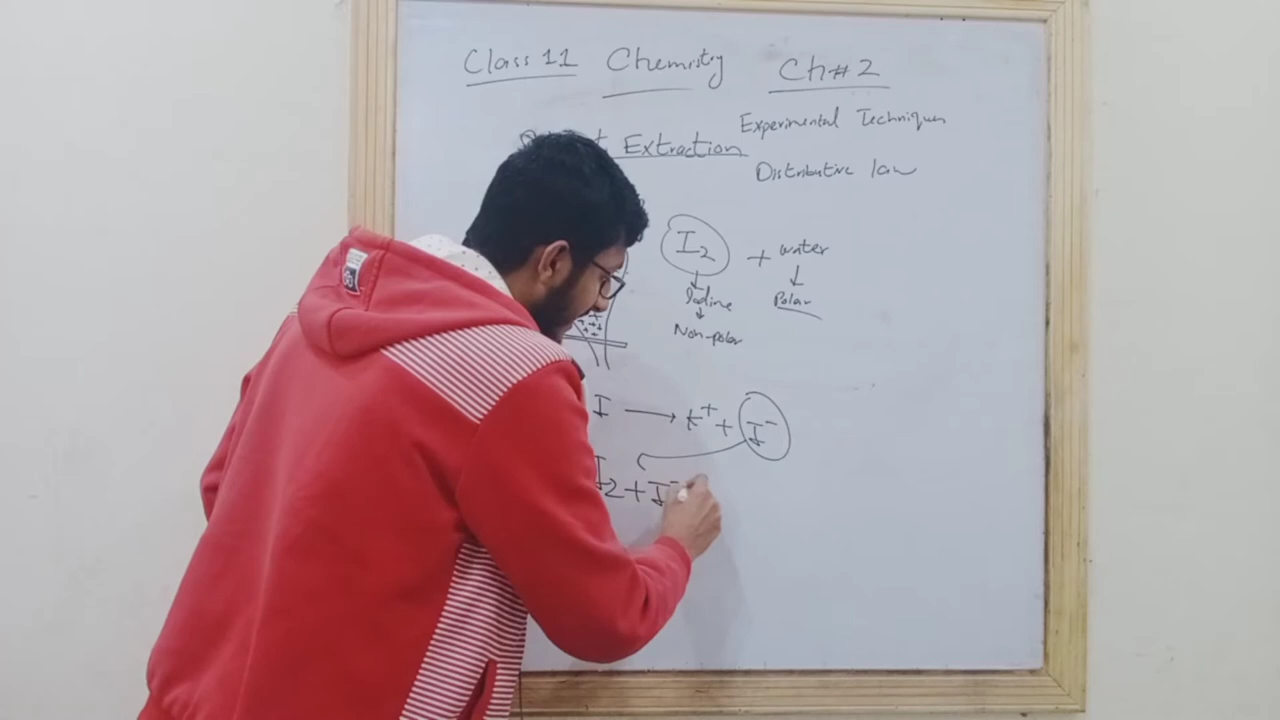 Class 11 Chemistry Ch#2
Experimental Techniques
Extraction
Distributive law
I2 + water
Iodine Polar
Non-polar
I → K+ + I-
I2 + I-